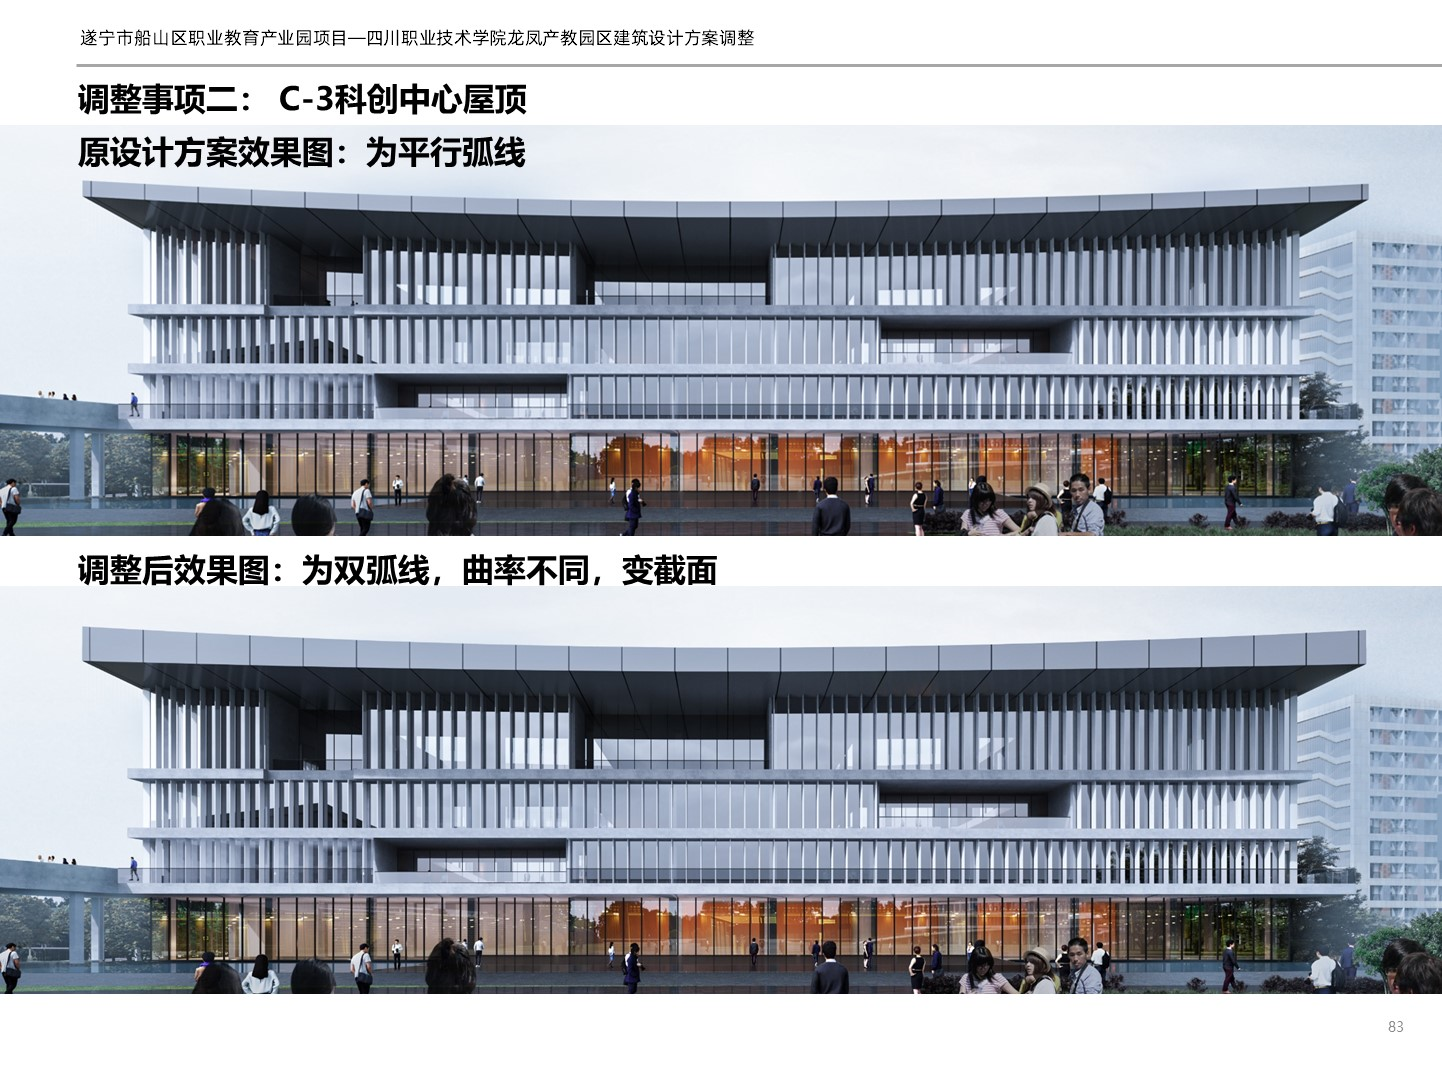 遂宁市船山区职业教育产业园项目—四川职业技术学院龙凤产教园区建筑设计方案调整
调整事项二： C-3科创中心屋顶
原设计方案效果图：为平行弧线
调整后效果图：为双弧线，曲率不同，变截面
83